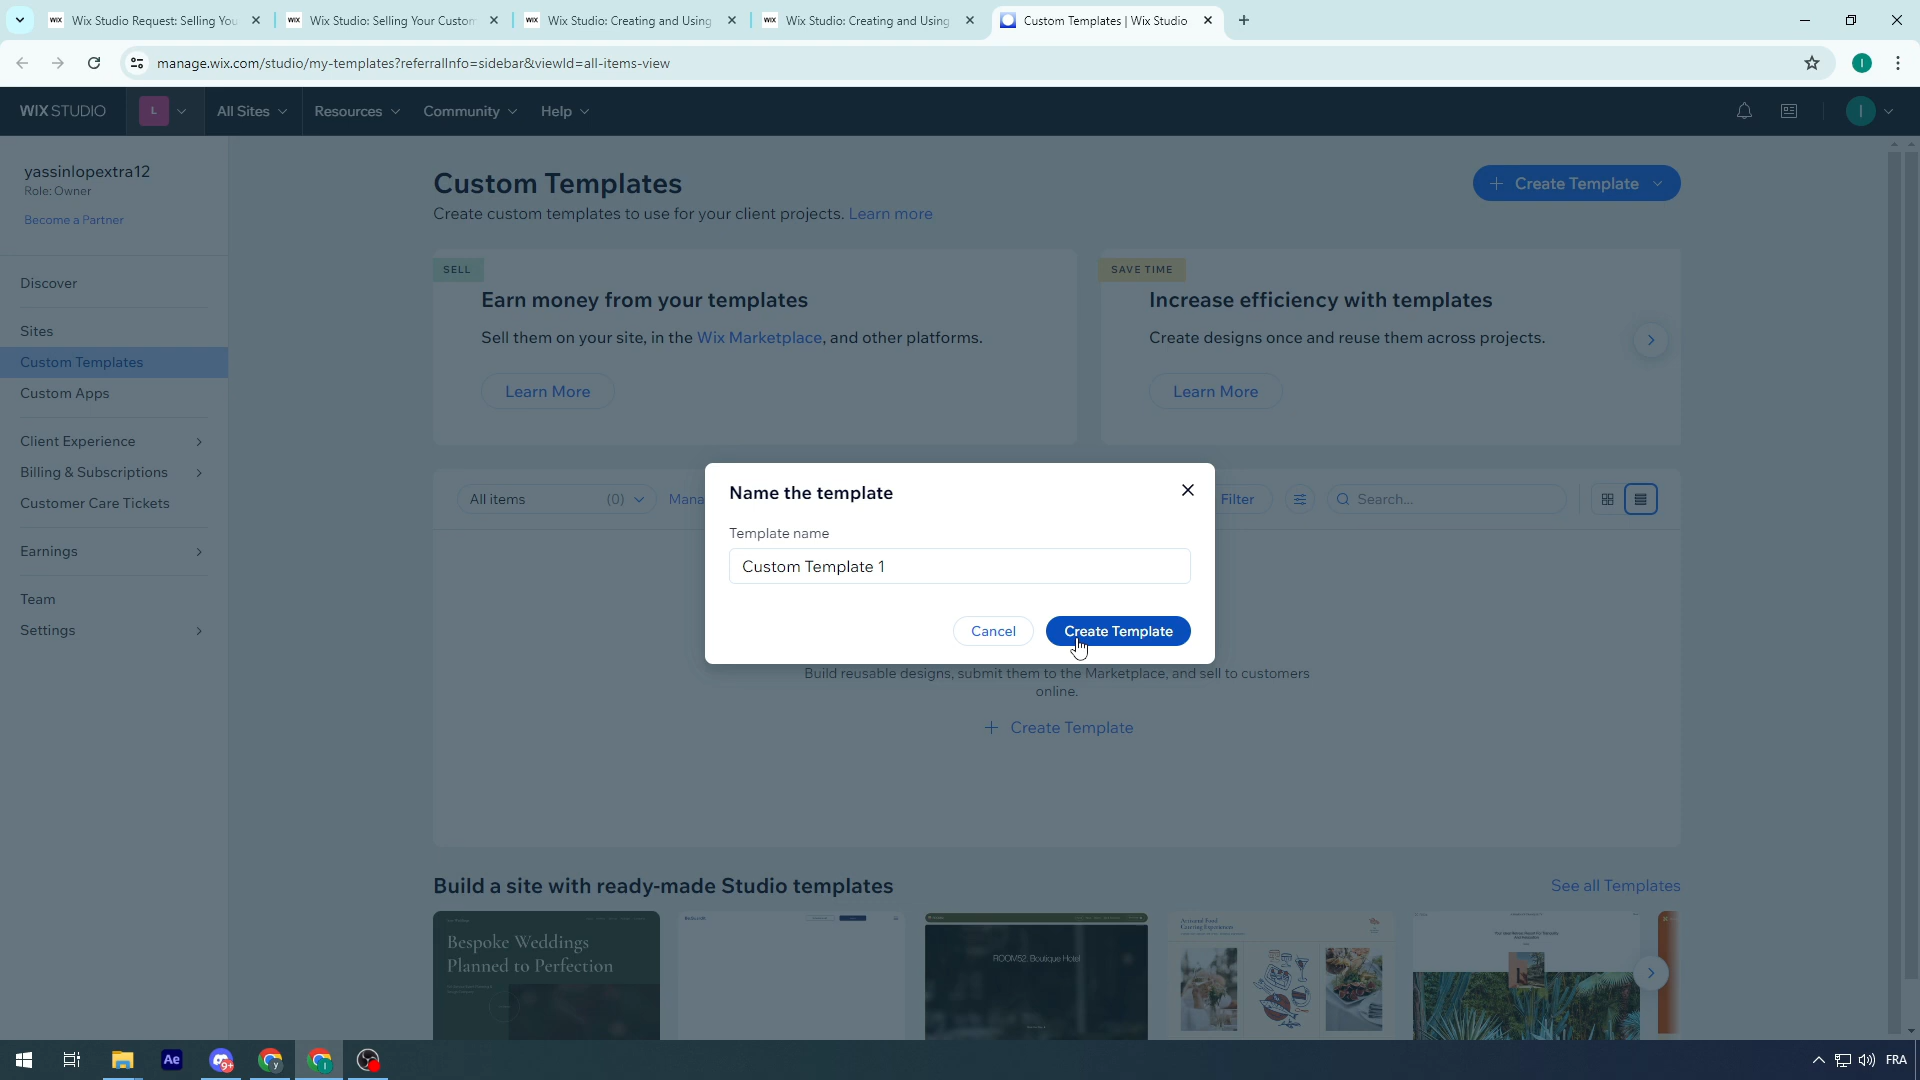 Wix Studio Request: Selling You
Wix Studio: Selling Your Custom
Wix Studio: Creating and Using
Wix Studio: Creating and Using
Custom Templates | Wix Studio
manage.wix.com/studio/my-templates?referralInfo=sidebar&viewId=all-items-view
WIX STUDIO
L
All Sites
Resources
Community
Help
I
yassinlopextra12
Role: Owner
Become a Partner
Discover
Sites
Custom Templates
Custom Apps
Client Experience
Billing & Subscriptions
Customer Care Tickets
Earnings
Team
Settings
Custom Templates
Create custom templates to use for your client projects. Learn more
+ Create Template
SELL
Earn money from your templates
Sell them on your site, in the Wix Marketplace, and other platforms.
Learn More
SAVE TIME
Increase efficiency with templates
Create designs once and reuse them across projects.
Learn More
All items (0)
Mana
Filter
Search...
Name the template
Template name
Custom Template 1
Cancel
Create Template
Build reusable designs, submit them to the Marketplace, and sell to customers
online.
+ Create Template
Build a site with ready-made Studio templates
See all Templates
Bespoke Weddings
Planned to Perfection
ROOM52. Boutique Hotel
Ae
9+
FRA